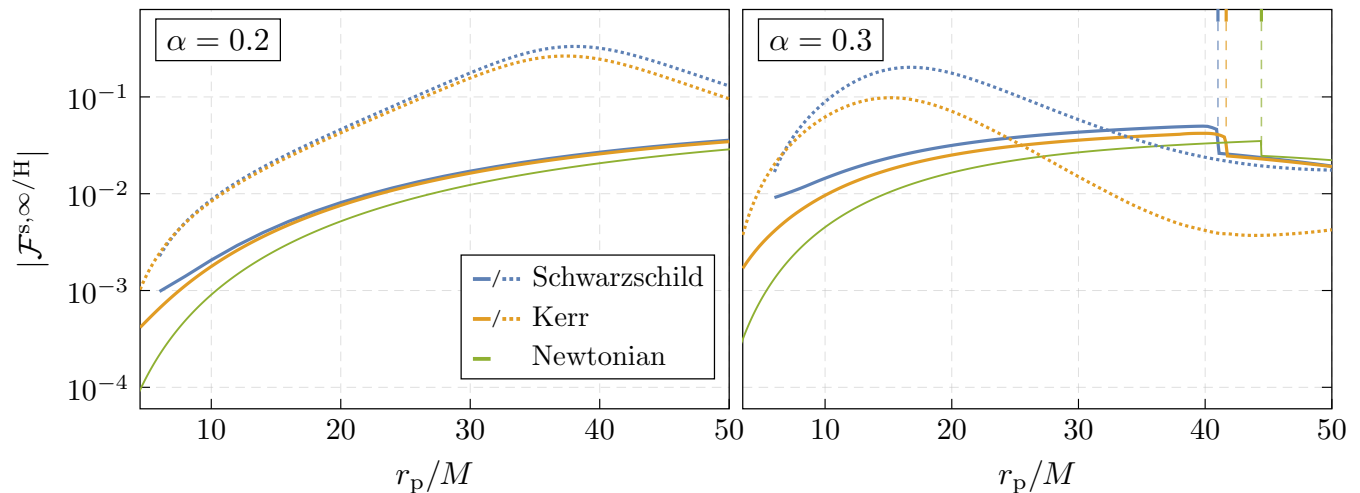 α = 0.2
α = 0.3
|𝓕^{s,∞/H}|
10^{-1}
10^{-2}
10^{-3}
10^{-4}
/ Schwarzschild
/ Kerr
Newtonian
10 20 30 40 50
10 20 30 40 50
r_p/M
r_p/M